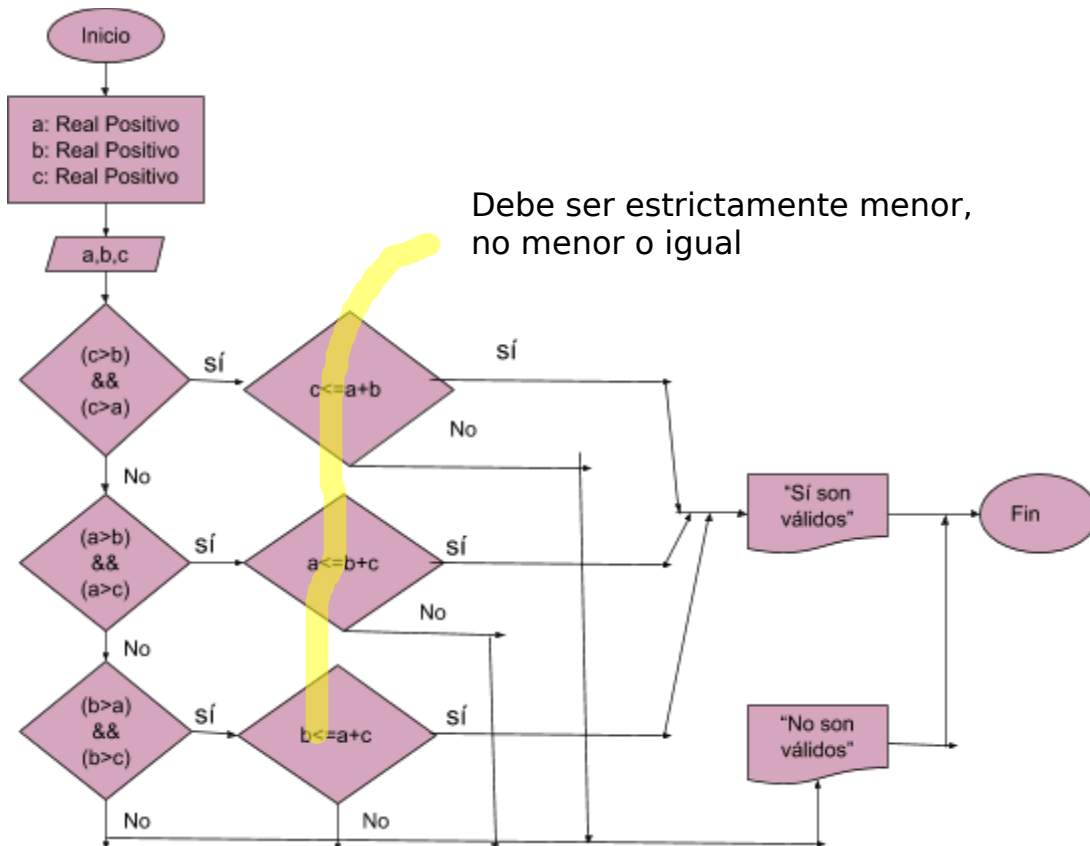 Inicio
a: Real Positivo
b: Real Positivo
c: Real Positivo
Debe ser estrictamente menor,
no menor o igual
a,b,c
(c>b)
&&
(c>a)
sí
c<=a+b
sí
No
No
(a>b)
&&
(a>c)
sí
a<=b+c
sí
No
No
(b>a)
&&
(b>c)
sí
b<=a+c
sí
No
No
“Sí son
válidos”
Fin
“No son
válidos”